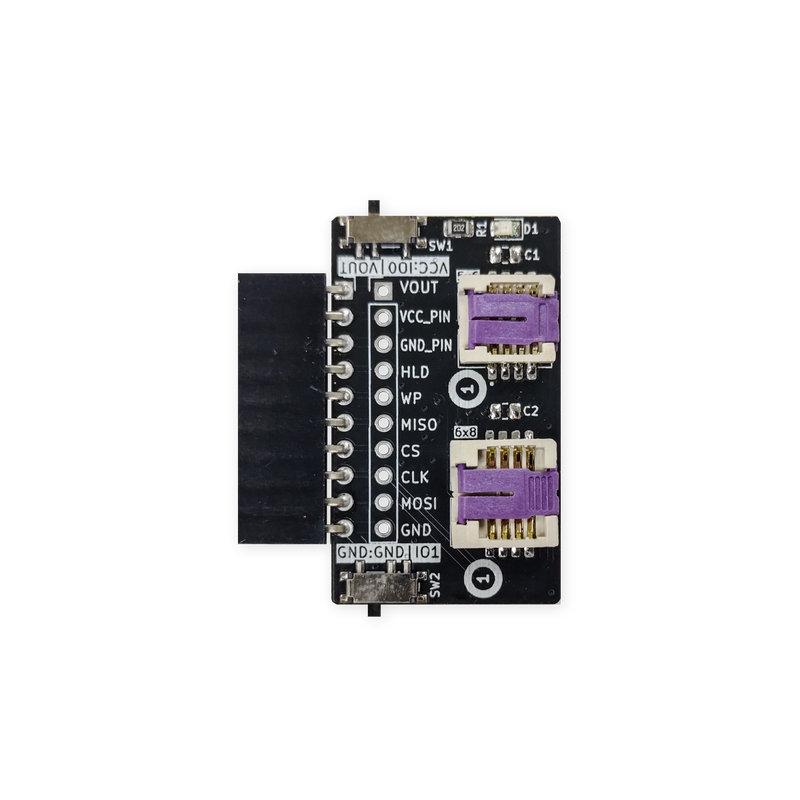 202
R1
D1
SW1
C1
VCC:IO0|VOUT
VOUT
VCC_PIN
GND_PIN
HLD
WP
MISO
CS
CLK
MOSI
GND
1
C2
6x8
GND:GND|IO1
SW2
1